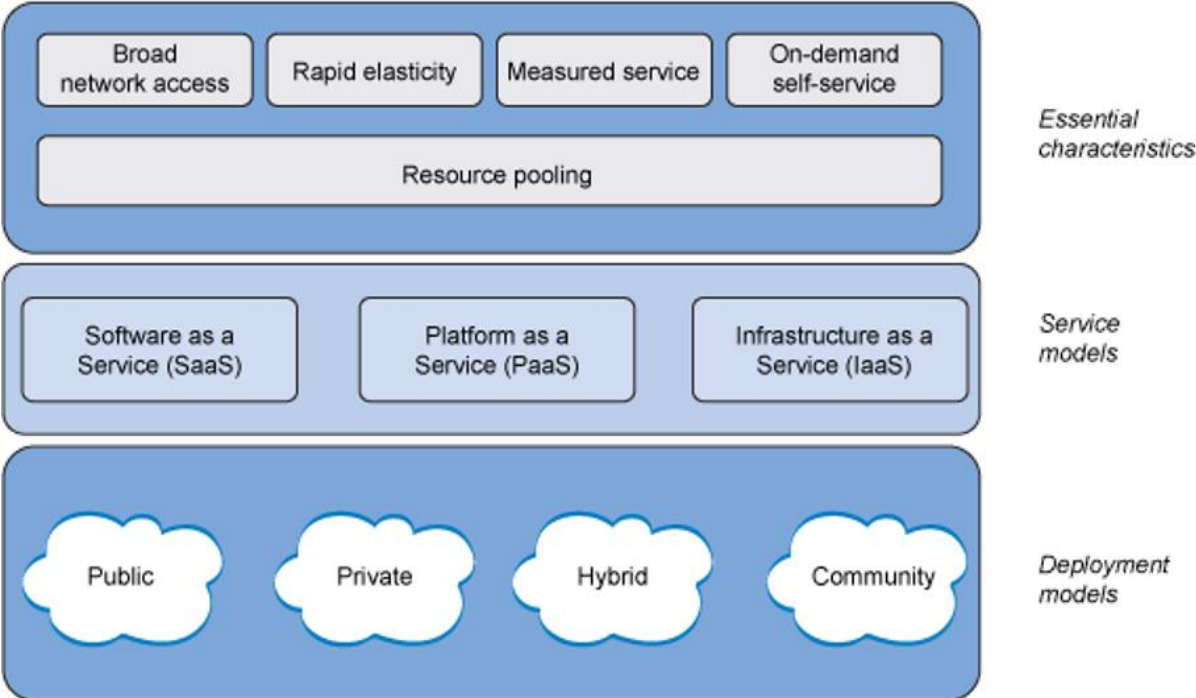 Broad
network access
Rapid elasticity
Measured service
On-demand
self-service
Resource pooling
Essential
characteristics
Software as a
Service (SaaS)
Platform as a
Service (PaaS)
Infrastructure as a
Service (IaaS)
Service
models
Public
Private
Hybrid
Community
Deployment
models